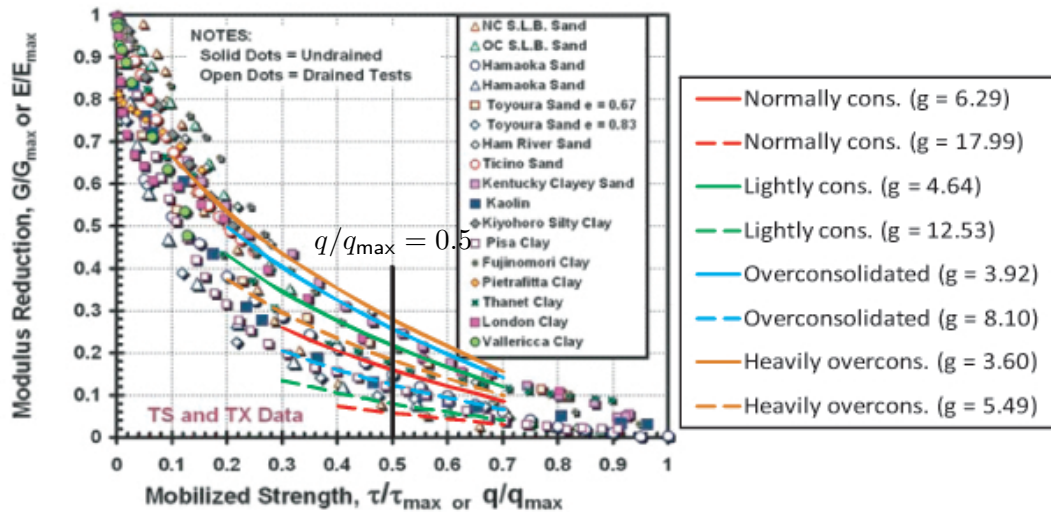 NOTES:
Solid Dots = Undrained
Open Dots = Drained Tests
NC S.L.B. Sand
OC S.L.B. Sand
Hamaoka Sand
Hamaoka Sand
Toyoura Sand e = 0.67
Toyoura Sand e = 0.83
Ham River Sand
Ticino Sand
Kentucky Clayey Sand
Kaolin
Kiyohoro Silty Clay
Pisa Clay
Fujinomori Clay
Pietrafitta Clay
Thanet Clay
London Clay
Vallericca Clay
q/q_max = 0.5
TS and TX Data
Modulus Reduction, G/G_max or E/E_max
1
0.9
0.8
0.7
0.6
0.5
0.4
0.3
0.2
0.1
0
0 0.1 0.2 0.3 0.4 0.5 0.6 0.7 0.8 0.9 1
Mobilized Strength, τ/τ_max or q/q_max
Normally cons. (g = 6.29)
Normally cons. (g = 17.99)
Lightly cons. (g = 4.64)
Lightly cons. (g = 12.53)
Overconsolidated (g = 3.92)
Overconsolidated (g = 8.10)
Heavily overcons. (g = 3.60)
Heavily overcons. (g = 5.49)